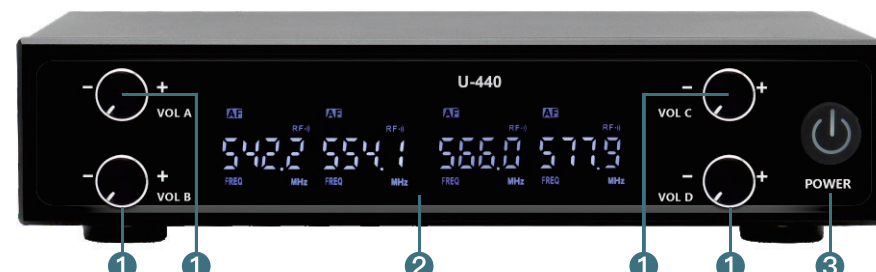 U-440
- +
VOL A
- +
VOL B
AF AF AF AF
RF RF RF RF
542.2 554.1 566.0 577.9
FREQ MHz FREQ MHz FREQ MHz FREQ MHz
- +
VOL C
- +
VOL D
POWER
1 1 2 1 1 3